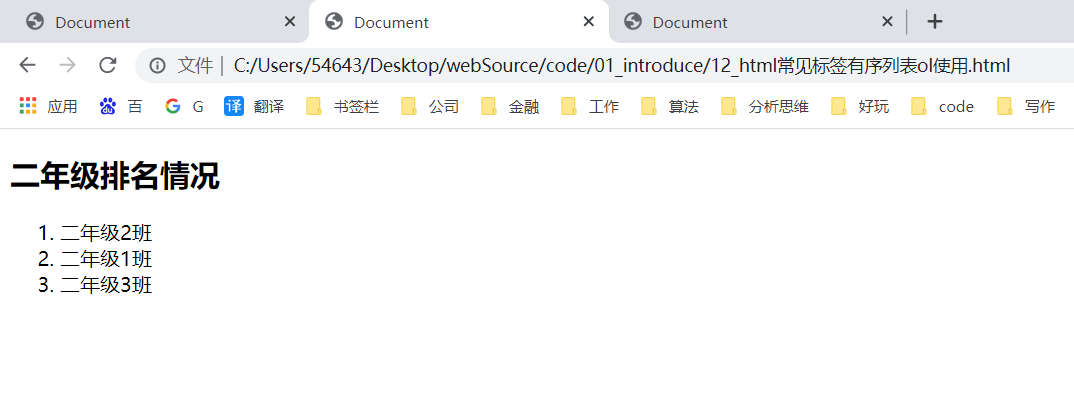 Document Document Document
文件 | C:/Users/54643/Desktop/webSource/code/01_introduce/12_html常见标签有序列表ol使用.html
应用 百 G 译 翻译 书签栏 公司 金融 工作 算法 分析思维 好玩 code 写作
二年级排名情况
1. 二年级2班
2. 二年级1班
3. 二年级3班